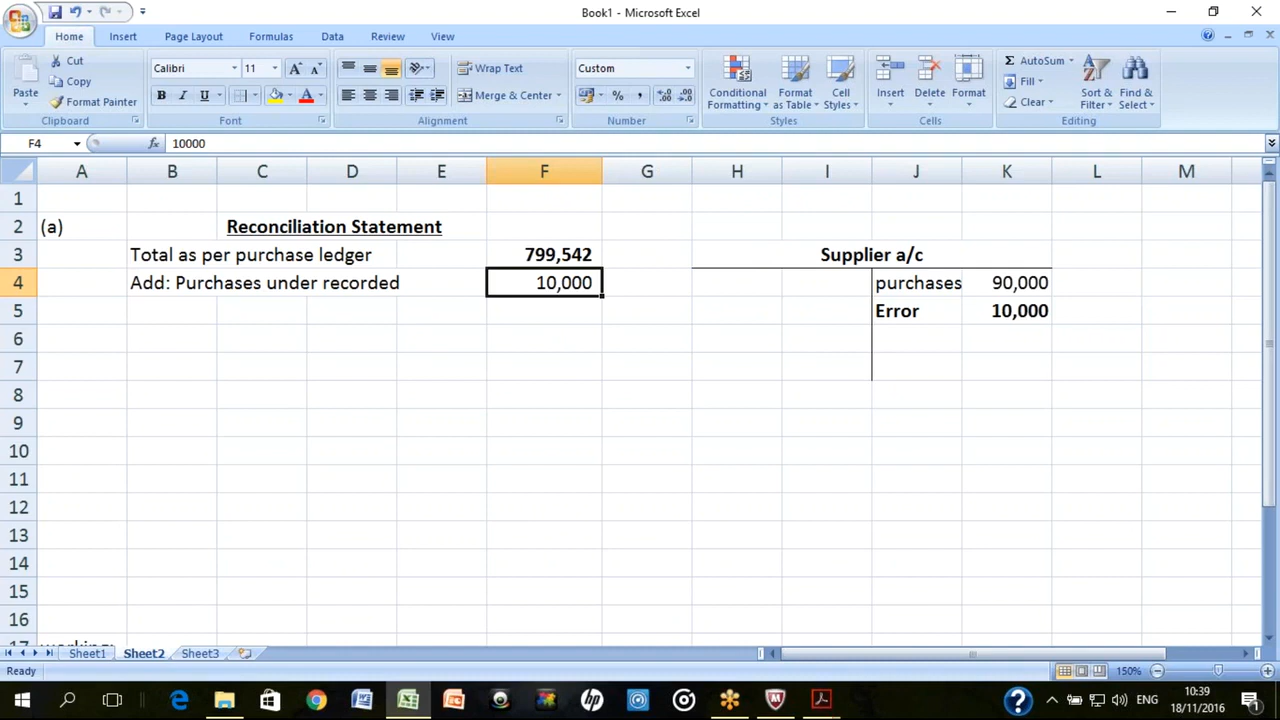 Book1 - Microsoft Excel
Home Insert Page Layout Formulas Data Review View
Paste Cut Copy Format Painter
Calibri 11
B I U
Wrap Text
Merge & Center
Custom
% ,
Conditional Formatting Format as Table Cell Styles
Insert Delete Format
Σ AutoSum Fill Clear
Sort & Filter Find & Select
Clipboard Font Alignment Number Styles Cells Editing
F4 fx 10000
A B C D E F G H I J K L M
1
2 (a) Reconciliation Statement
3 Total as per purchase ledger 799,542 Supplier a/c
4 Add: Purchases under recorded 10,000 purchases 90,000
5 Error 10,000
6
7
8
9
10
11
12
13
14
15
16
17
Sheet1 Sheet2 Sheet3
Ready 150%
ENG 10:39
18/11/2016